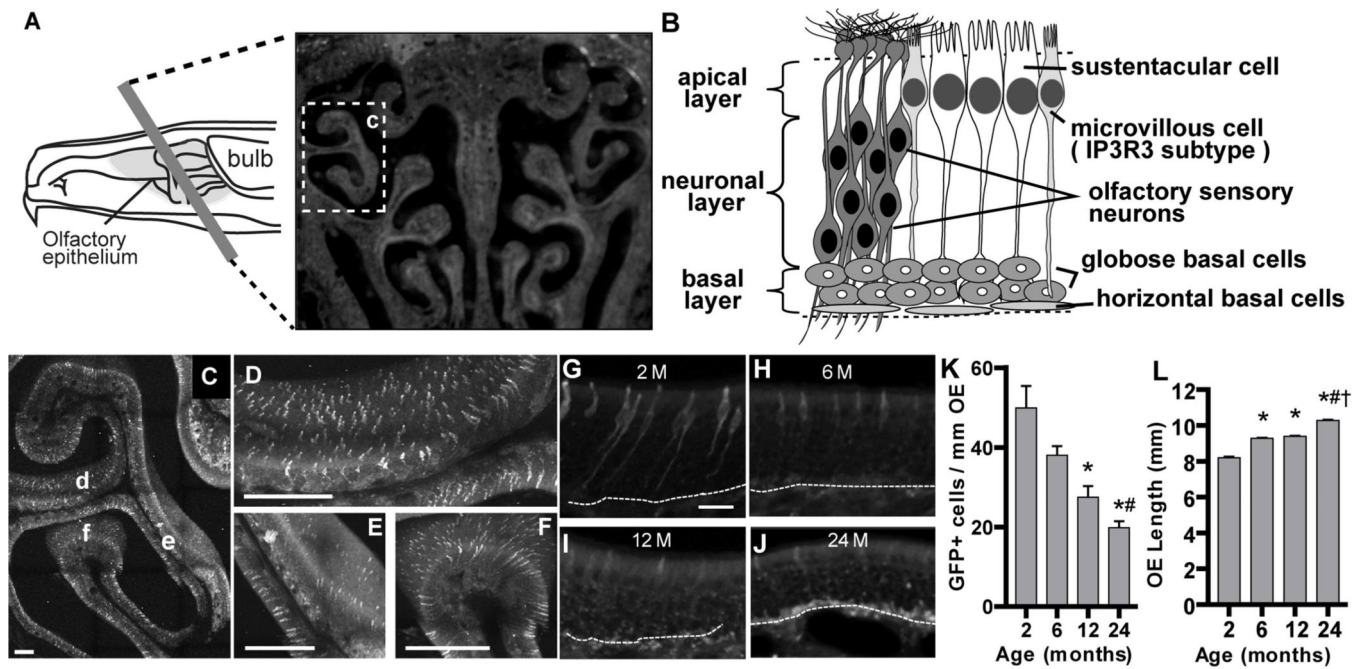 A
bulb
Olfactory
epithelium
c
B
apical
layer
neuronal
layer
basal
layer
sustentacular cell
microvillous cell
( IP3R3 subtype )
olfactory sensory
neurons
globose basal cells
horizontal basal cells
C
d
f
e
D
E
F
G
2 M
H
6 M
I
12 M
J
24 M
K
GFP+ cells / mm OE
60
40
20
0
*
*#
2 6 12 24
Age (months)
L
OE Length (mm)
12
10
8
6
4
2
0
* * *#†
2 6 12 24
Age (months)